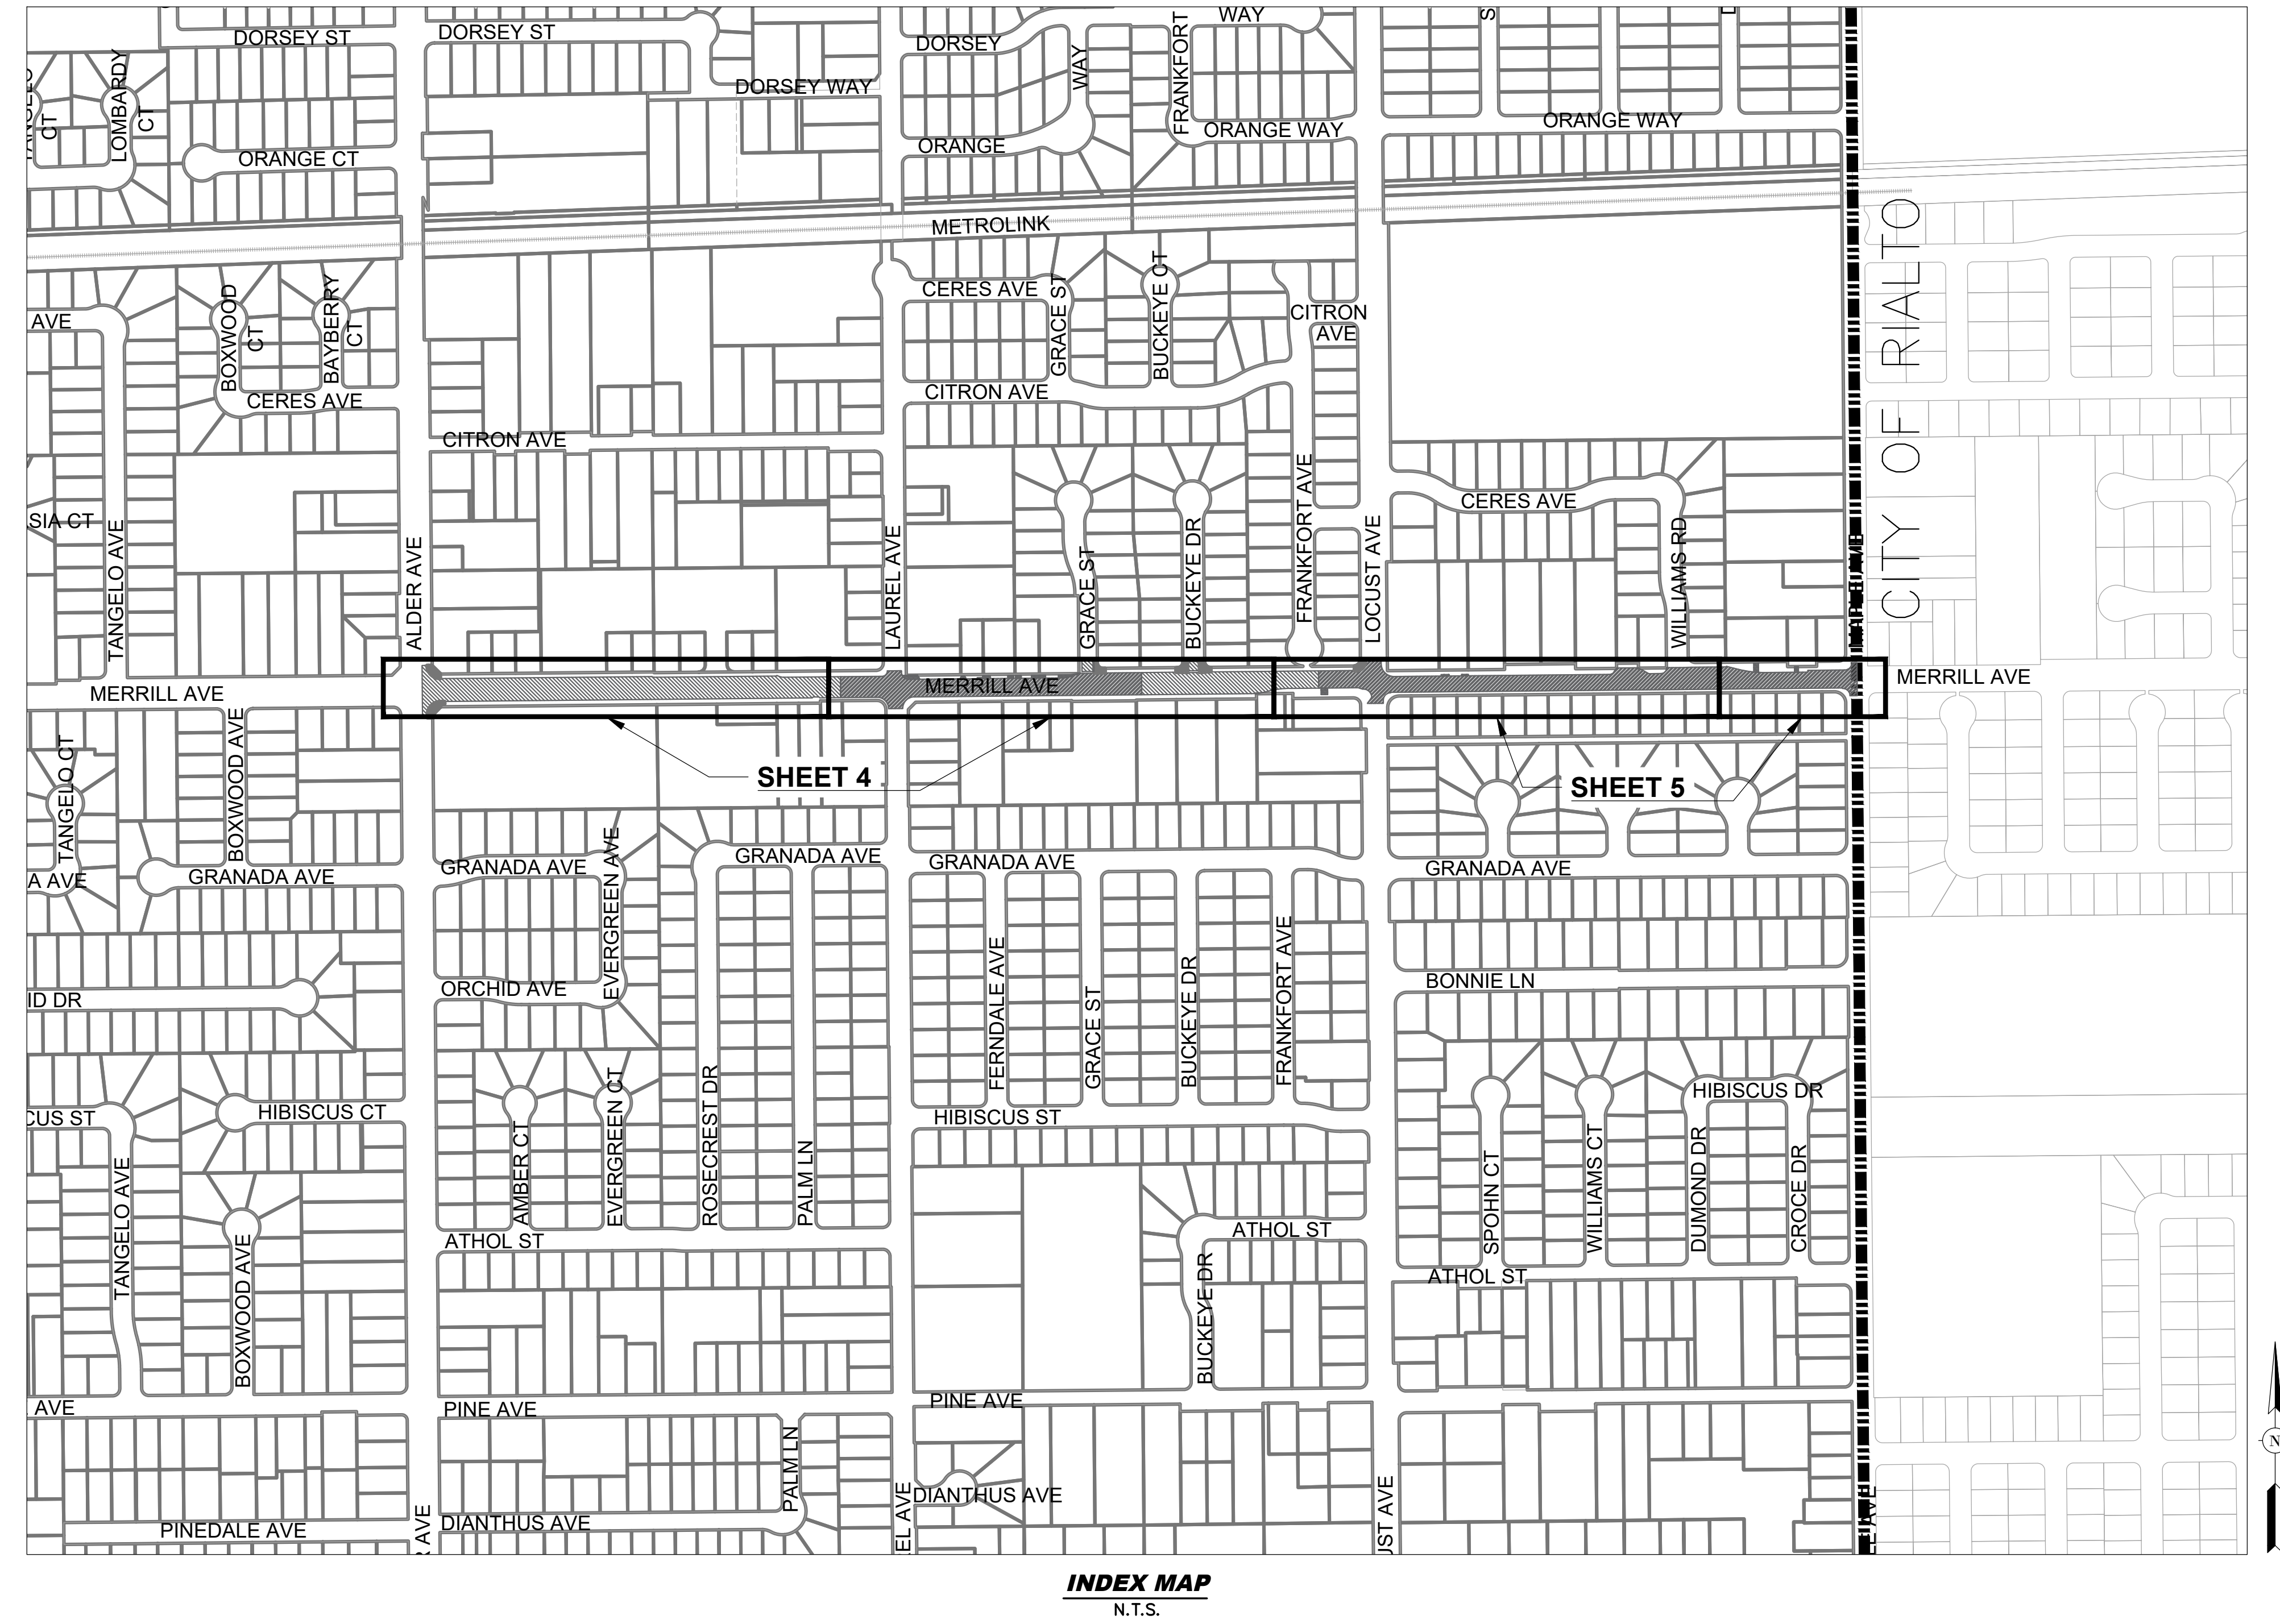 DORSEY ST
DORSEY ST
DORSEY
WAY
FRANKFORT
WAY
LOMBARDY
CT
CT
DORSEY WAY
ORANGE CT
ORANGE
ORANGE WAY
ORANGE WAY
METROLINK
CITY OF RIALTO
AVE
BOXWOOD
CT
BAYBERRY
CT
CERES AVE
CERES AVE
GRACE ST
BUCKEYE CT
CITRON
AVE
CITRON AVE
CITRON AVE
SIA CT
TANGELO AVE
ALDER AVE
LAUREL AVE
GRACE ST
BUCKEYE DR
FRANKFORT AVE
LOCUST AVE
CERES AVE
WILLIAMS RD
MERRILL AVE
MERRILL AVE
MERRILL AVE
TANGELO CT
BOXWOOD AVE
SHEET 4
SHEET 5
A AVE
GRANADA AVE
GRANADA AVE
EVERGREEN AVE
GRANADA AVE
GRANADA AVE
GRANADA AVE
ID DR
ORCHID AVE
FERNDALE AVE
GRACE ST
BUCKEYE DR
FRANKFORT AVE
BONNIE LN
CUS ST
HIBISCUS CT
AMBER CT
EVERGREEN CT
ROSECREST DR
PALM LN
HIBISCUS ST
HIBISCUS DR
SPOHN CT
WILLIAMS CT
DUMOND DR
CROCE DR
TANGELO AVE
BOXWOOD AVE
ATHOL ST
ATHOL ST
BUCKEYE DR
ATHOL ST
AVE
PINE AVE
PINE AVE
PALM LN
PINEDALE AVE
R AVE
DIANTHUS AVE
EL AVE
DIANTHUS AVE
UST AVE
LE AVE
N
INDEX MAP
N.T.S.